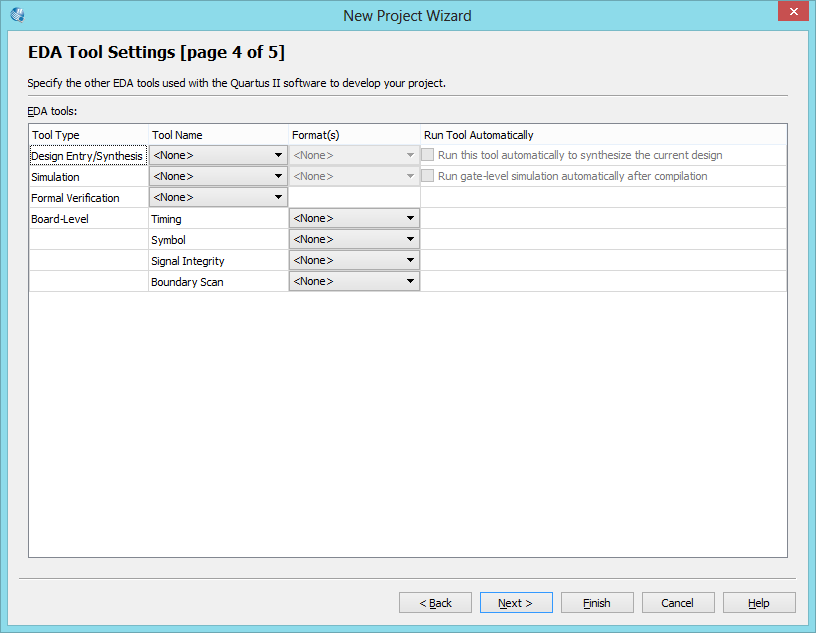 New Project Wizard
EDA Tool Settings [page 4 of 5]
Specify the other EDA tools used with the Quartus II software to develop your project.
EDA tools:
Tool Type Tool Name Format(s) Run Tool Automatically
Design Entry/Synthesis <None> <None> Run this tool automatically to synthesize the current design
Simulation <None> <None> Run gate-level simulation automatically after compilation
Formal Verification <None>
Board-Level Timing <None>
Symbol <None>
Signal Integrity <None>
Boundary Scan <None>
< Back Next > Finish Cancel Help